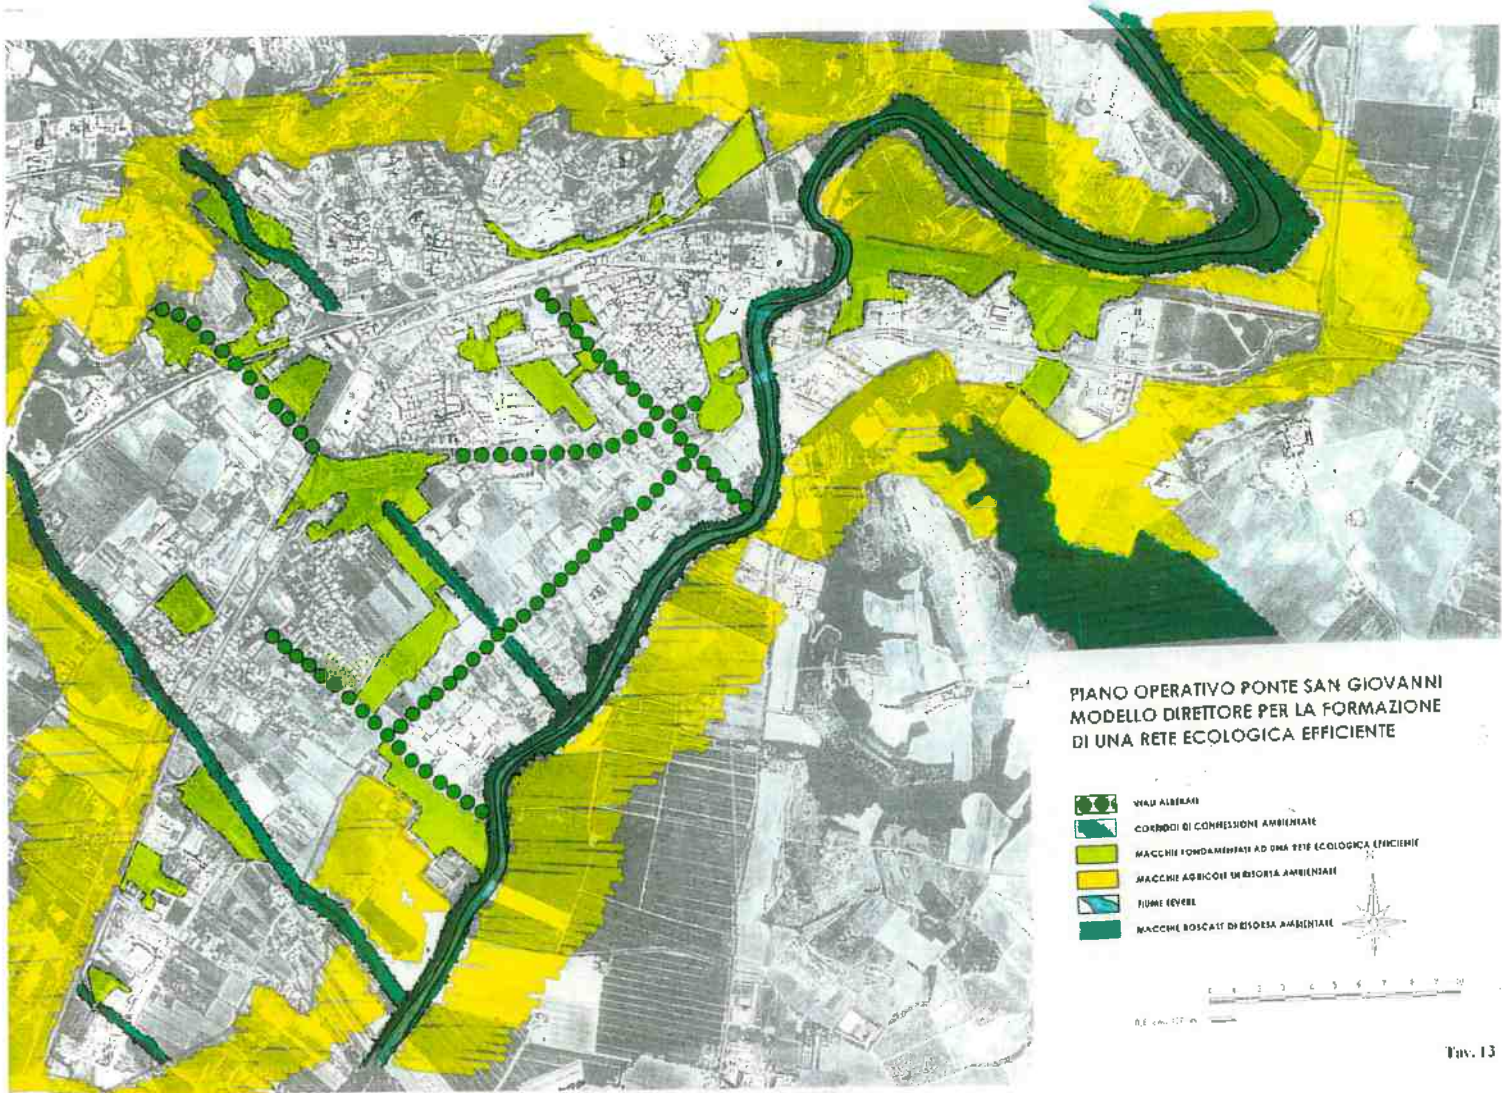 PIANO OPERATIVO PONTE SAN GIOVANNI
MODELLO DIRETTORE PER LA FORMAZIONE
DI UNA RETE ECOLOGICA EFFICIENTE
VIALI ALBERATI
CORRIDOI DI CONNESSIONE AMBIENTALE
MACCHIE FONDAMENTALI AD UNA RETE ECOLOGICA EFFICIENTE
MACCHIE AGRICOLE DI RISORSA AMBIENTALE
FIUME TEVERE
MACCHIE BOSCATE DI RISORSA AMBIENTALE
Tav. 13